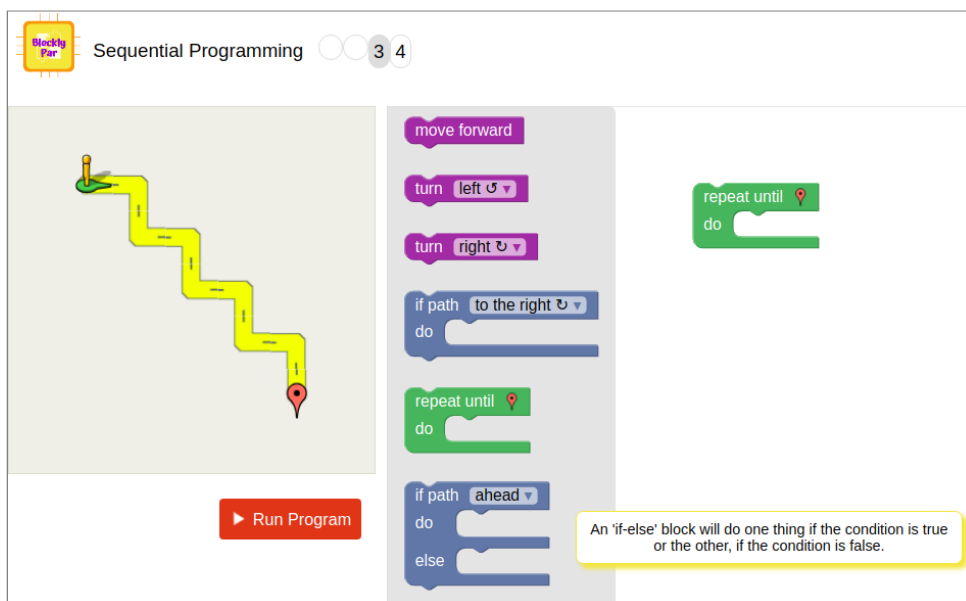 Blockly
Par
Sequential Programming 3 4
move forward
turn left ↺ ▾
turn right ↻ ▾
if path to the right ↻ ▾
do
repeat until
do
if path ahead ▾
do
else
repeat until
do
Run Program
An 'if-else' block will do one thing if the condition is true
or the other, if the condition is false.